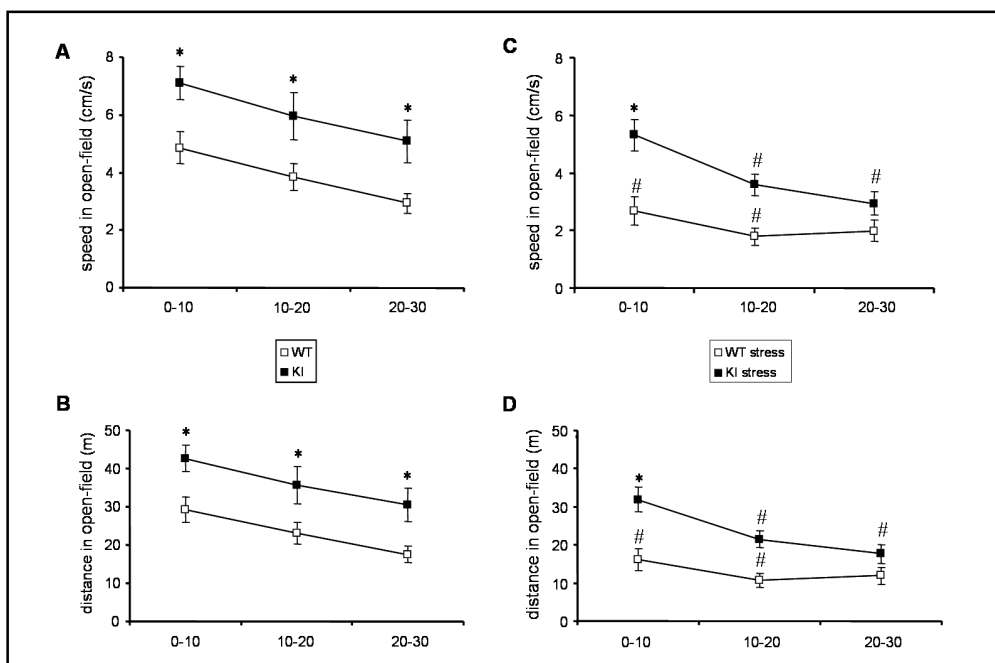 A
speed in open-field (cm/s)
8
6
4
2
0
* * *
0-10 10-20 20-30
WT
KI
B
distance in open-field (m)
50
40
30
20
10
0
* * *
0-10 10-20 20-30
C
speed in open-field (cm/s)
8
6
4
2
0
* # #
# #
0-10 10-20 20-30
WT stress
KI stress
D
distance in open-field (m)
50
40
30
20
10
0
* # #
# #
0-10 10-20 20-30